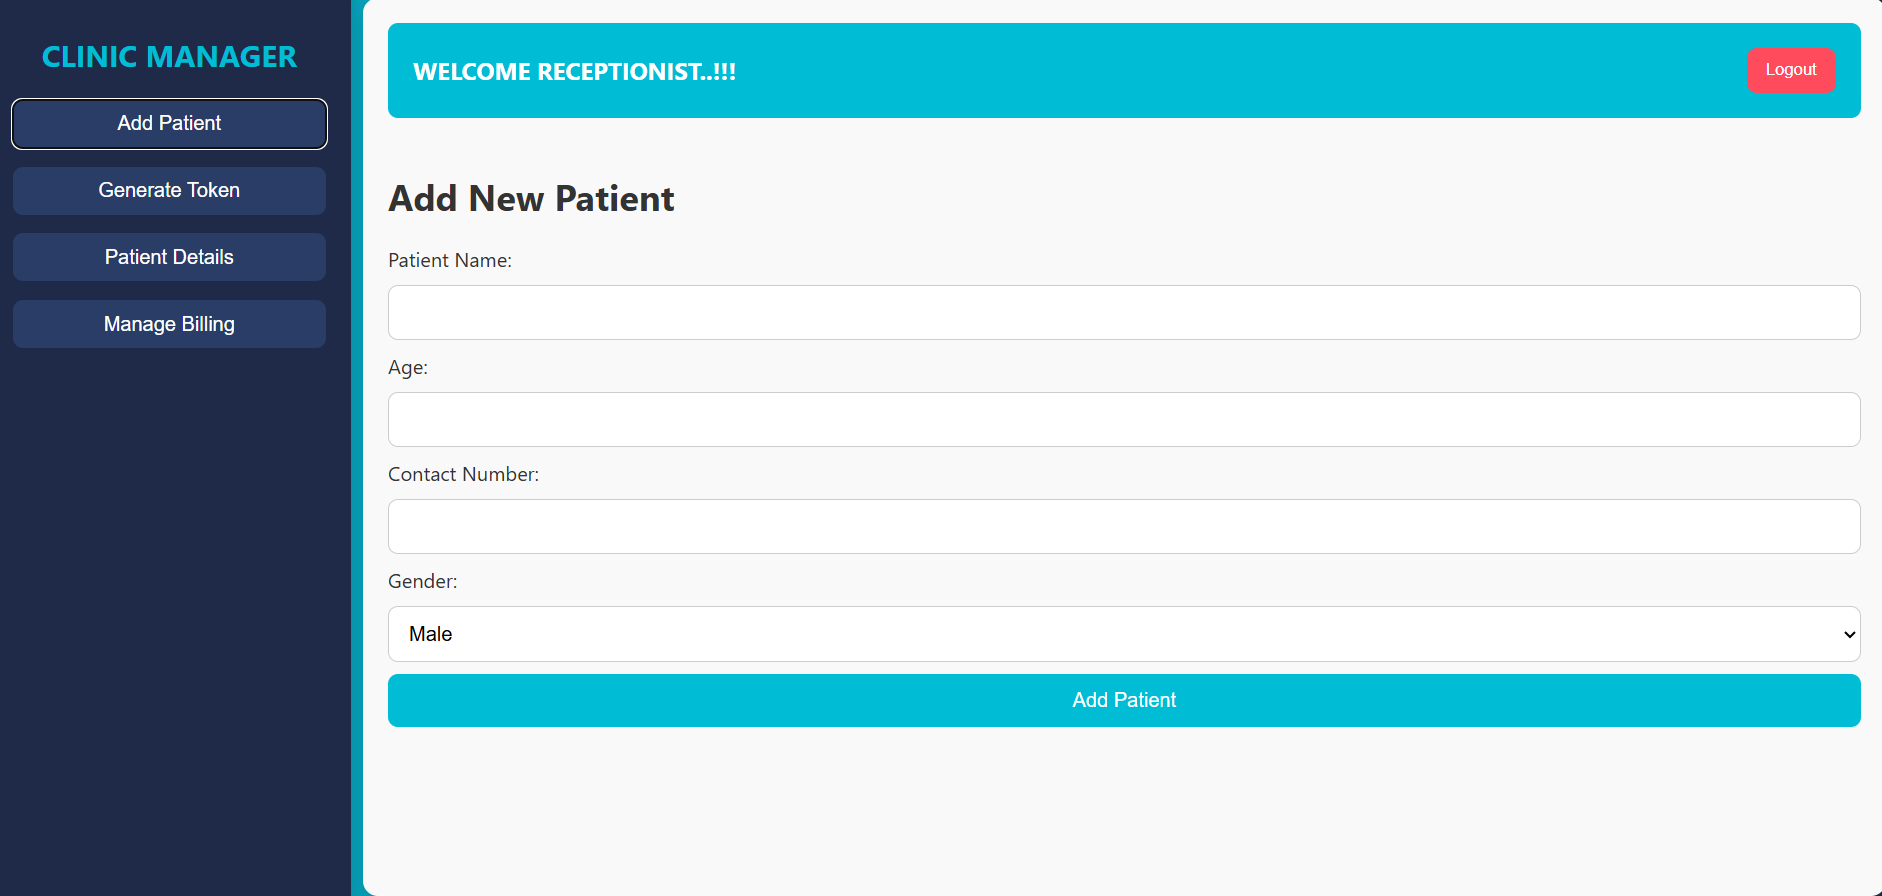 CLINIC MANAGER
Add Patient
Generate Token
Patient Details
Manage Billing
WELCOME RECEPTIONIST..!!!
Logout
Add New Patient
Patient Name:
Age:
Contact Number:
Gender:
Male
Add Patient